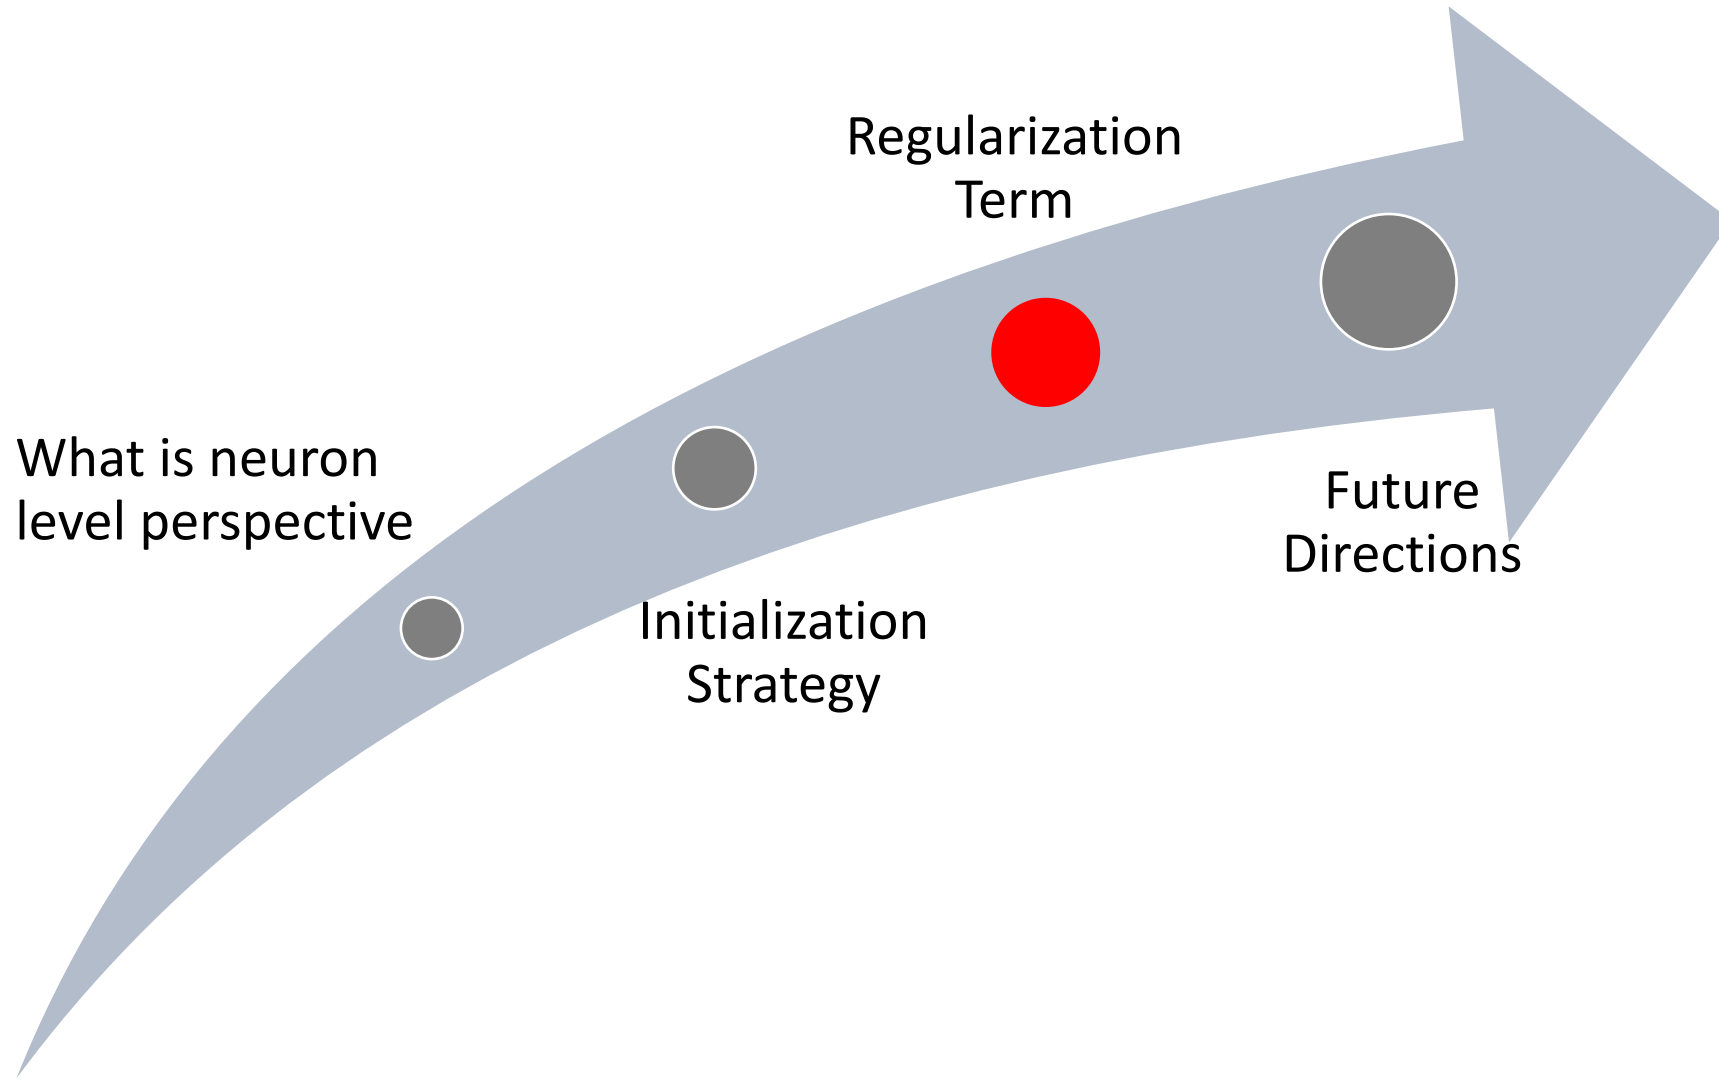 What is neuron
level perspective
Initialization
Strategy
Regularization
Term
Future
Directions